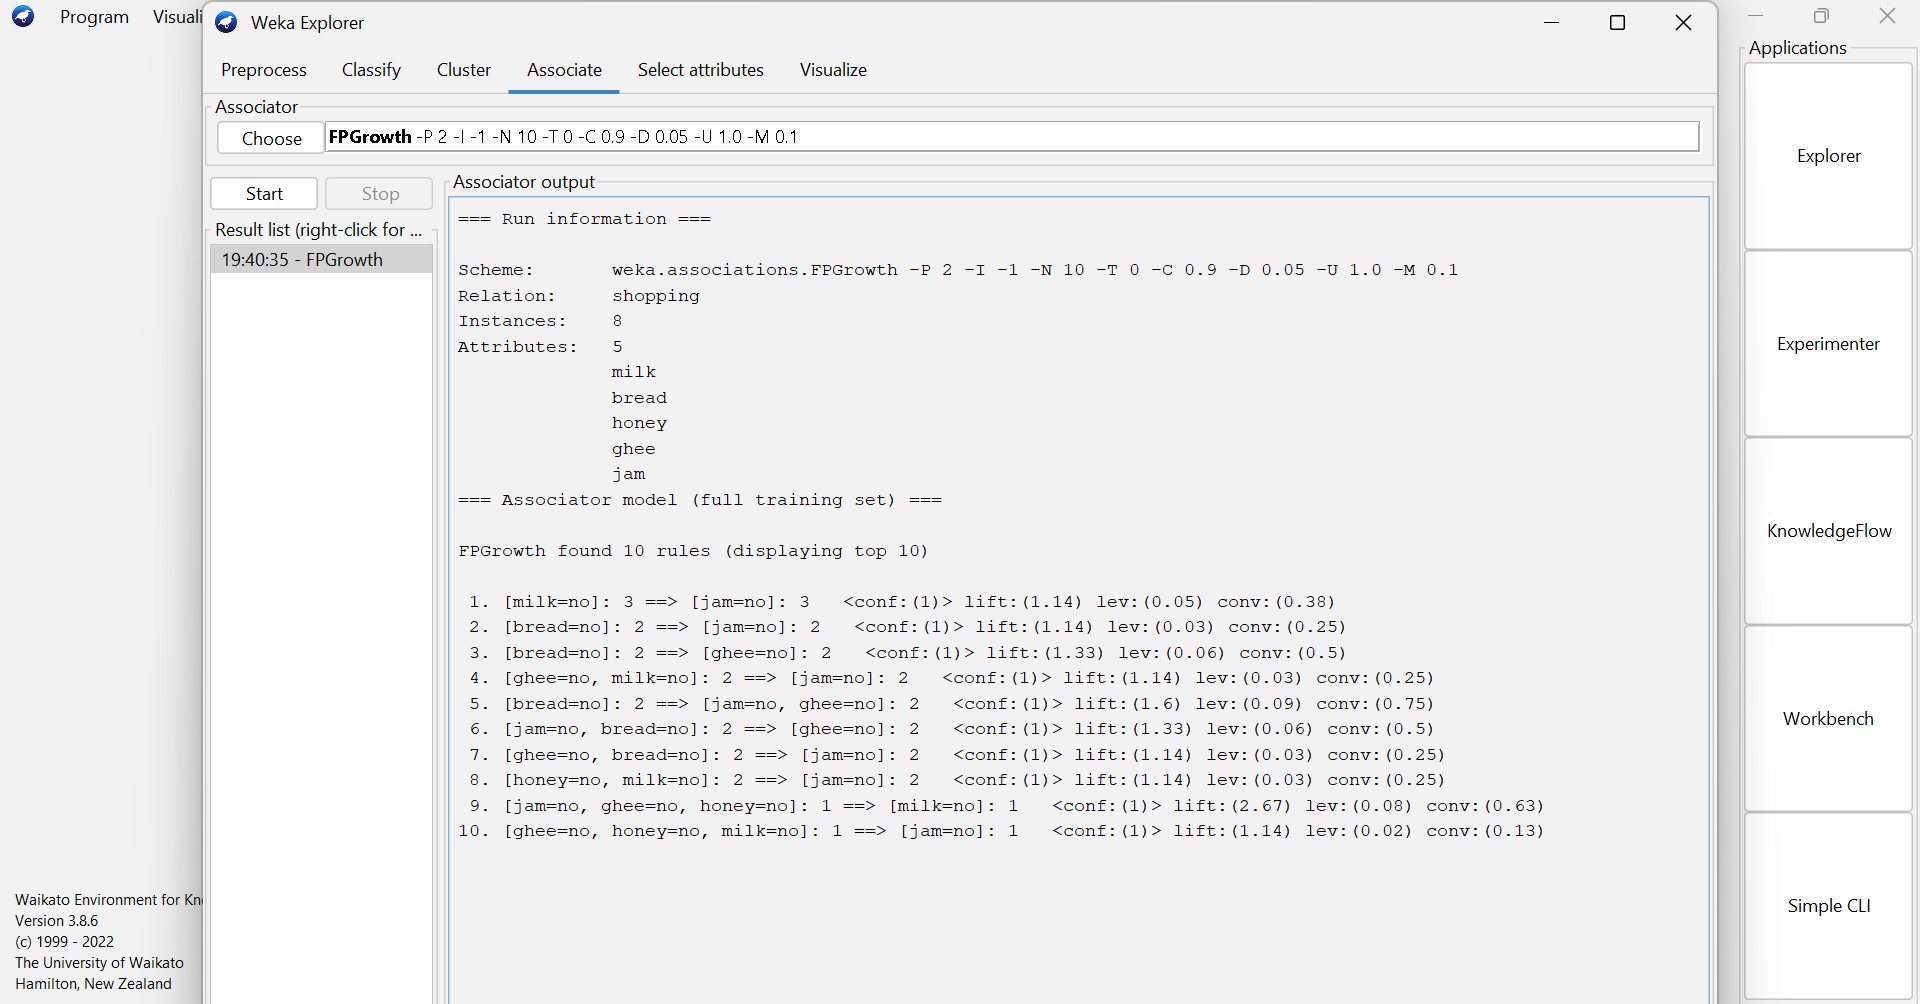 Program Visuali
Weka Explorer
Applications
Preprocess Classify Cluster Associate Select attributes Visualize
Associator
Choose FPGrowth -P 2 -I -1 -N 10 -T 0 -C 0.9 -D 0.05 -U 1.0 -M 0.1
Start Stop
Result list (right-click for ...
19:40:35 - FPGrowth
Associator output
=== Run information ===
Scheme: weka.associations.FPGrowth -P 2 -I -1 -N 10 -T 0 -C 0.9 -D 0.05 -U 1.0 -M 0.1
Relation: shopping
Instances: 8
Attributes: 5
milk
bread
honey
ghee
jam
=== Associator model (full training set) ===
FPGrowth found 10 rules (displaying top 10)
1. [milk=no]: 3 ==> [jam=no]: 3 <conf:(1)> lift:(1.14) lev:(0.05) conv:(0.38)
2. [bread=no]: 2 ==> [jam=no]: 2 <conf:(1)> lift:(1.14) lev:(0.03) conv:(0.25)
3. [bread=no]: 2 ==> [ghee=no]: 2 <conf:(1)> lift:(1.33) lev:(0.06) conv:(0.5)
4. [ghee=no, milk=no]: 2 ==> [jam=no]: 2 <conf:(1)> lift:(1.14) lev:(0.03) conv:(0.25)
5. [bread=no]: 2 ==> [jam=no, ghee=no]: 2 <conf:(1)> lift:(1.6) lev:(0.09) conv:(0.75)
6. [jam=no, bread=no]: 2 ==> [ghee=no]: 2 <conf:(1)> lift:(1.33) lev:(0.06) conv:(0.5)
7. [ghee=no, bread=no]: 2 ==> [jam=no]: 2 <conf:(1)> lift:(1.14) lev:(0.03) conv:(0.25)
8. [honey=no, milk=no]: 2 ==> [jam=no]: 2 <conf:(1)> lift:(1.14) lev:(0.03) conv:(0.25)
9. [jam=no, ghee=no, honey=no]: 1 ==> [milk=no]: 1 <conf:(1)> lift:(2.67) lev:(0.08) conv:(0.63)
10. [ghee=no, honey=no, milk=no]: 1 ==> [jam=no]: 1 <conf:(1)> lift:(1.14) lev:(0.02) conv:(0.13)
Explorer
Experimenter
KnowledgeFlow
Workbench
Simple CLI
Waikato Environment for Kn
Version 3.8.6
(c) 1999 - 2022
The University of Waikato
Hamilton, New Zealand